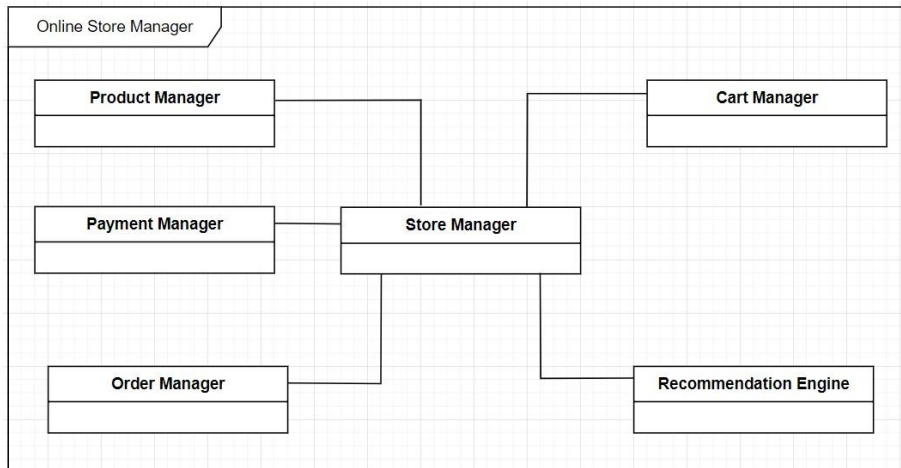 Online Store Manager
Product Manager
Cart Manager
Payment Manager
Store Manager
Order Manager
Recommendation Engine